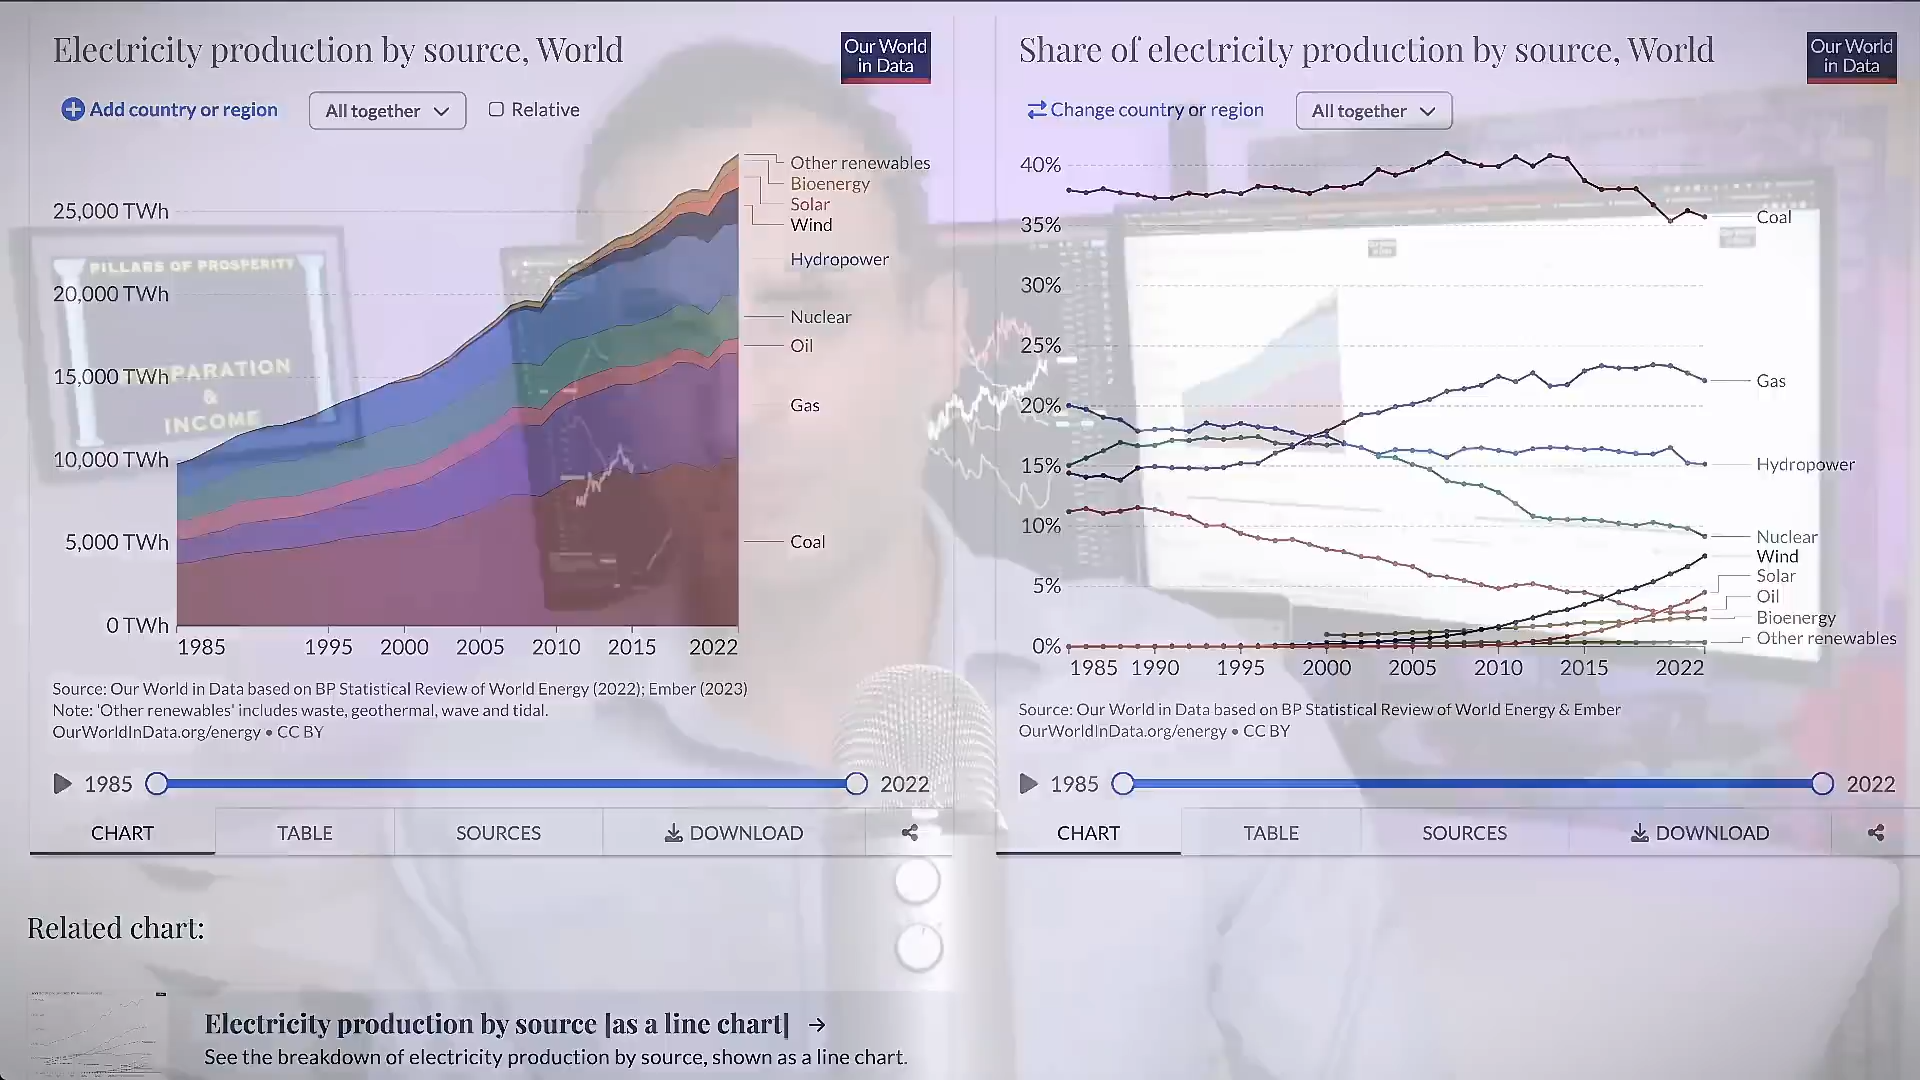 Electricity production by source, World
Our World
in Data
Add country or region
All together
Relative
Other renewables
Bioenergy
Solar
Wind
Hydropower
Nuclear
Oil
Gas
Coal
25,000 TWh
20,000 TWh
15,000 TWh
10,000 TWh
5,000 TWh
0 TWh
1985
1995
2000
2005
2010
2015
2022
PILLARS OF PROSPERITY
&
INCOME
Source: Our World in Data based on BP Statistical Review of World Energy (2022); Ember (2023)
Note: 'Other renewables' includes waste, geothermal, wave and tidal.
OurWorldInData.org/energy • CC BY
1985
2022
CHART
TABLE
SOURCES
DOWNLOAD
Share of electricity production by source, World
Our World
in Data
Change country or region
All together
40%
35%
30%
25%
20%
15%
10%
5%
0%
Coal
Gas
Hydropower
Nuclear
Wind
Solar
Oil
Bioenergy
Other renewables
1985
1990
1995
2000
2005
2010
2015
2022
Source: Our World in Data based on BP Statistical Review of World Energy & Ember
OurWorldInData.org/energy • CC BY
1985
2022
CHART
TABLE
SOURCES
DOWNLOAD
Related chart:
Electricity production by source [as a line chart] →
See the breakdown of electricity production by source, shown as a line chart.